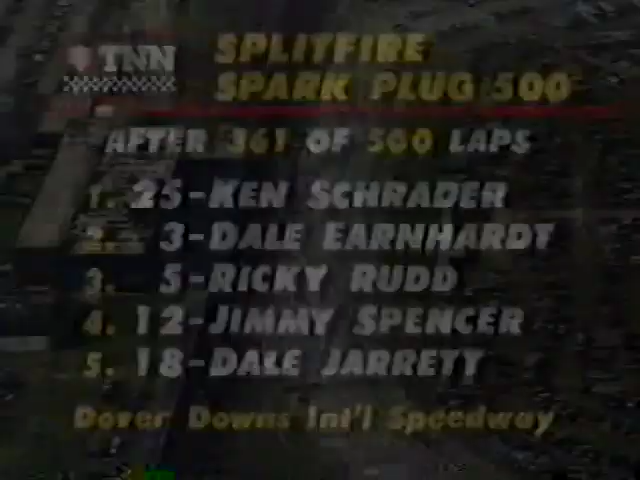 TNN
SPLITFIRE
SPARK PLUG 500
AFTER 361 OF 500 LAPS
1. 25-KEN SCHRADER
2. 3-DALE EARNHARDT
3. 5-RICKY RUDD
4. 12-JIMMY SPENCER
5. 18-DALE JARRETT
Dover Downs Int'l Speedway